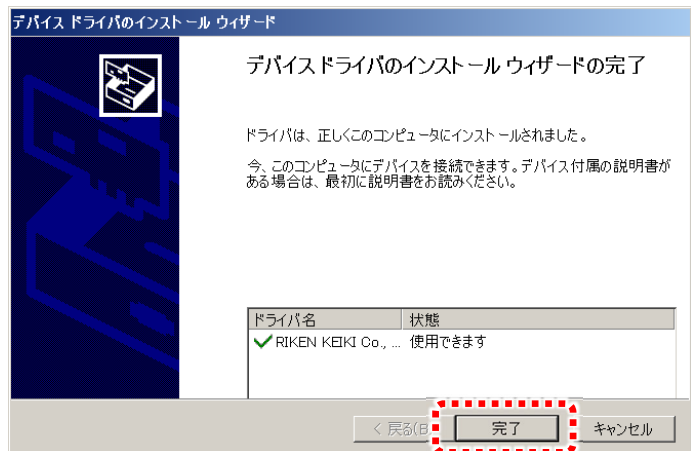 デバイス ドライバのインストール ウィザード
デバイス ドライバのインストール ウィザードの完了
ドライバは、正しくこのコンピュータにインストールされました。
今、このコンピュータにデバイスを接続できます。デバイス付属の説明書が
ある場合は、最初に説明書をお読みください。
ドライバ名 状態
RIKEN KEIKI Co., ... 使用できます
< 戻る(B 完了 キャンセル